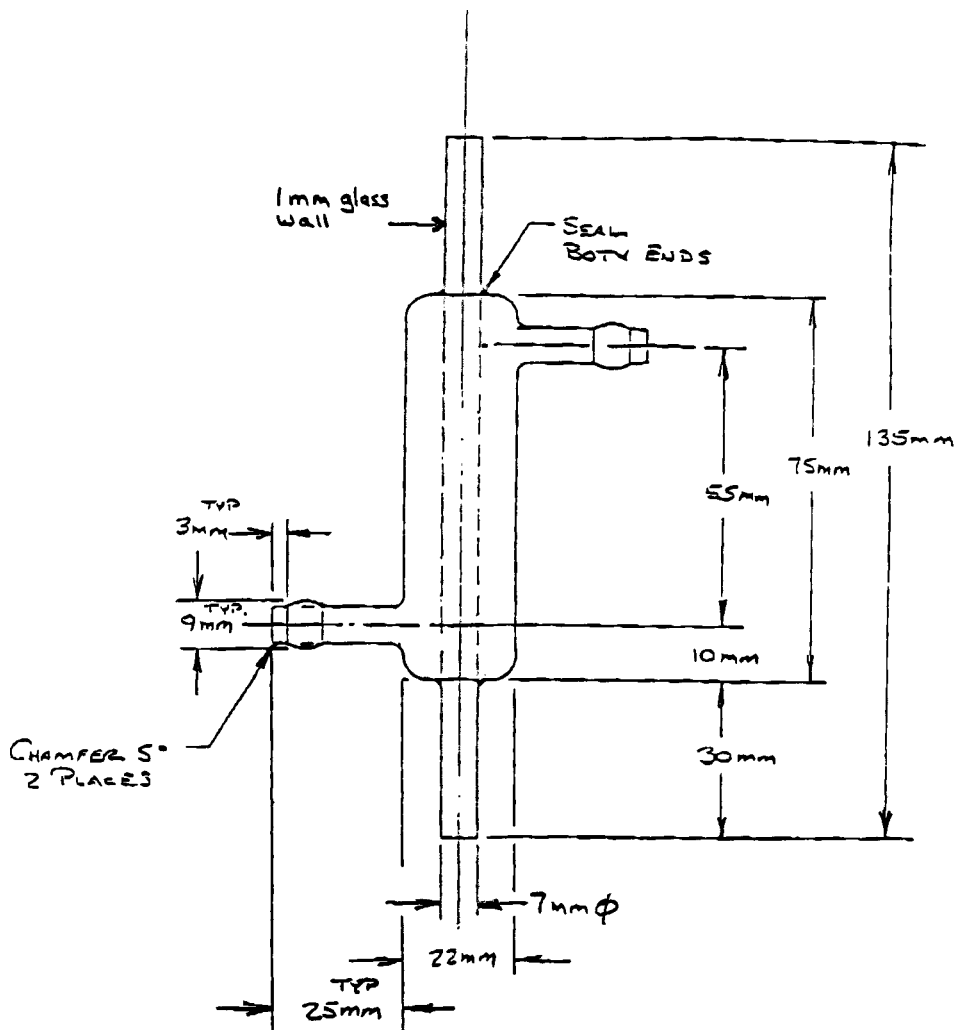 1mm glass
wall
SEAL
BOTH ENDS
135mm
75mm
55mm
TYP
3mm
TYP.
9mm
10mm
CHAMFER 5°
2 PLACES
30mm
7mm φ
22mm
TYP
25mm